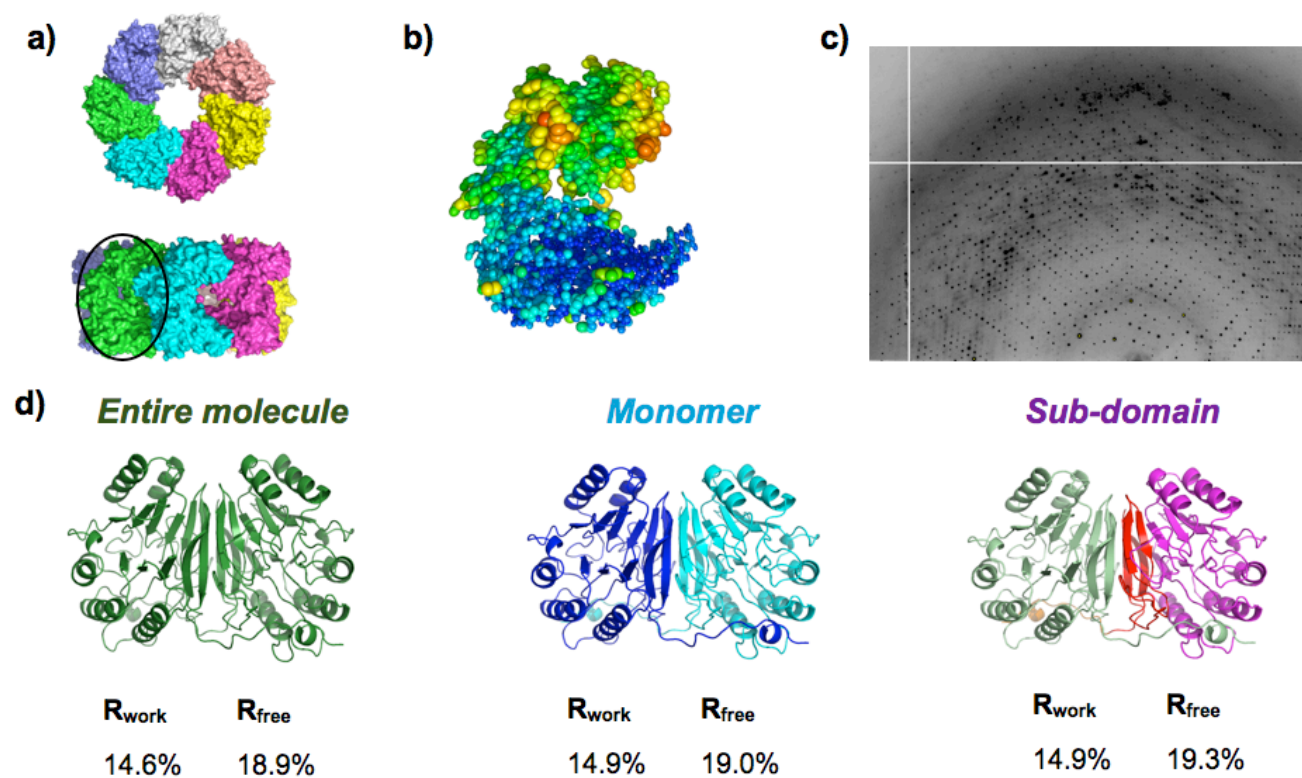 a)
b)
c)
d)
Entire molecule
Monomer
Sub-domain
Rwork Rfree
14.6% 18.9%
Rwork Rfree
14.9% 19.0%
Rwork Rfree
14.9% 19.3%